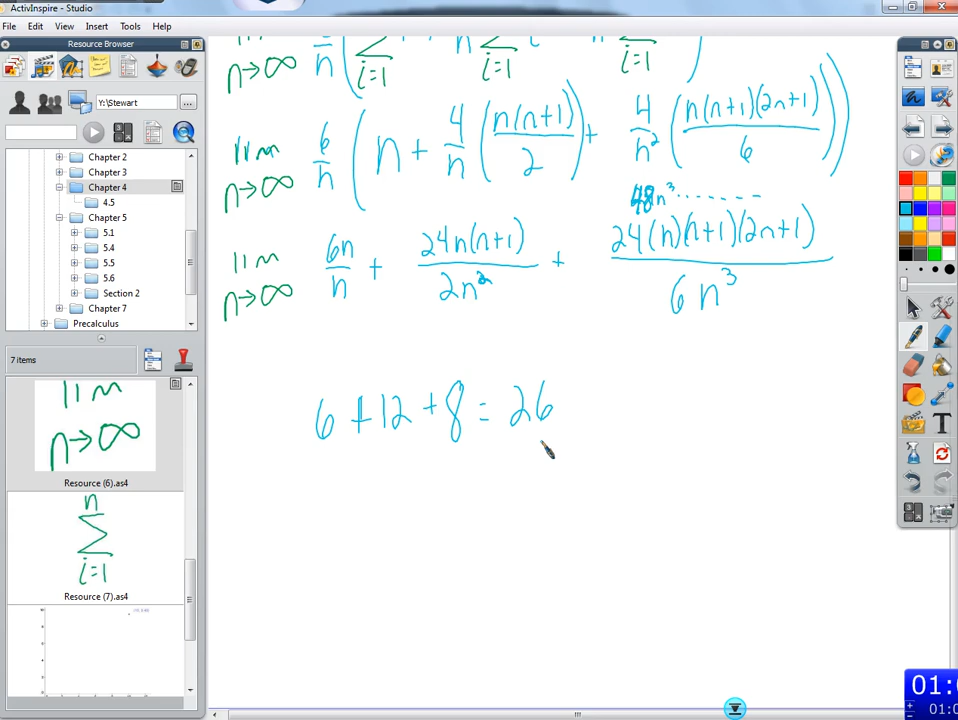 ActivInspire - Studio
File Edit View Insert Tools Help
Resource Browser
Y:\Stewart
...
Chapter 2
Chapter 3
Chapter 4
4.5
Chapter 5
5.1
5.4
5.5
5.6
Section 2
Chapter 7
Precalculus
7 items
lim
n→∞
Resource (6).as4
n
∑
i=1
Resource (7).as4
n→∞ n ( ∑ i=1 n ∑ i=1 n ∑ i=1 )
lim n→∞ 6/n ( n + 4/n ( n(n+1)/2 ) + 4/n² ( n(n+1)(2n+1)/6 ) )
48n³ .......
lim n→∞ 6n/n + 24n(n+1)/2n² + 24(n)(n+1)(2n+1)/6n³
6 + 12 + 8 = 26